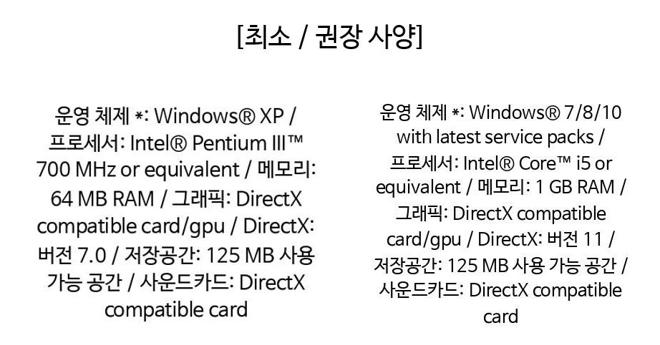 [최소 / 권장 사양]
운영 체제 *: Windows® XP /
프로세서: Intel® Pentium III™
700 MHz or equivalent / 메모리:
64 MB RAM / 그래픽: DirectX
compatible card/gpu / DirectX:
버전 7.0 / 저장공간: 125 MB 사용
가능 공간 / 사운드카드: DirectX
compatible card
운영 체제 *: Windows® 7/8/10
with latest service packs /
프로세서: Intel® Core™ i5 or
equivalent / 메모리: 1 GB RAM /
그래픽: DirectX compatible
card/gpu / DirectX: 버전 11 /
저장공간: 125 MB 사용 가능 공간 /
사운드카드: DirectX compatible
card